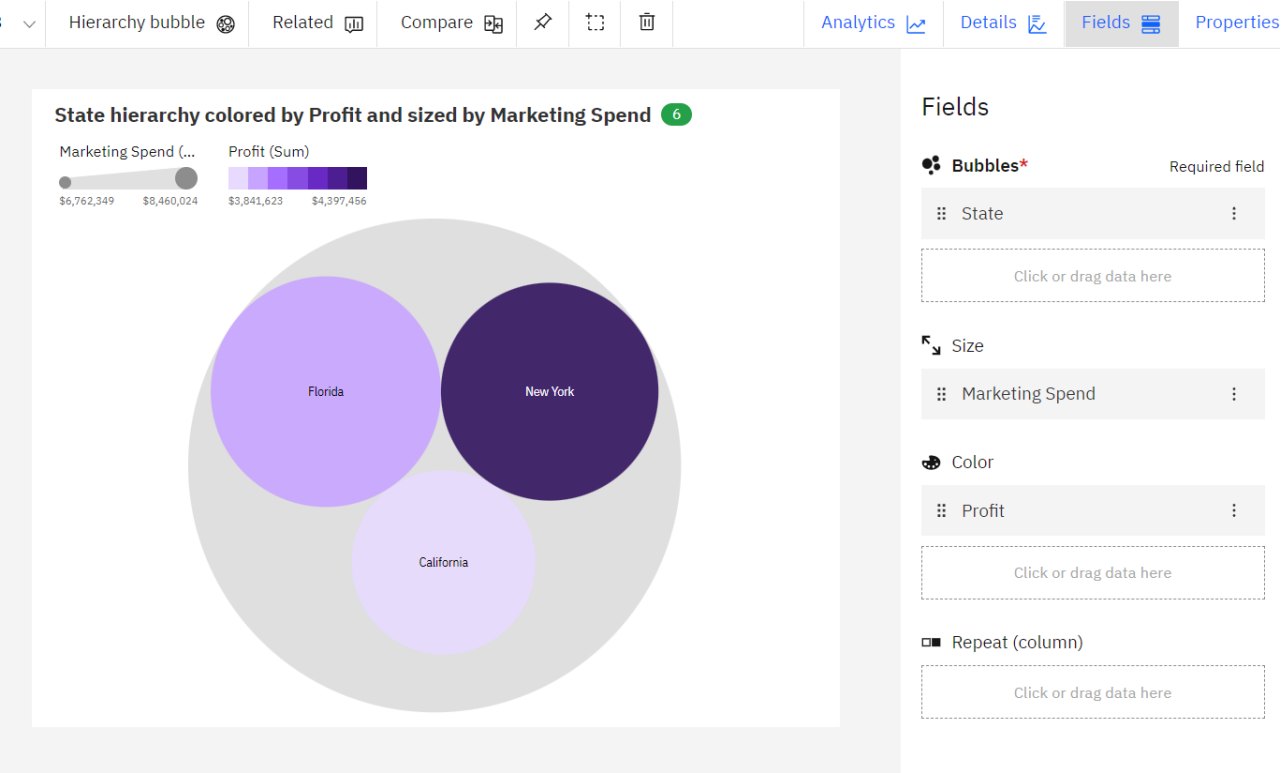 Hierarchy bubble Related Compare Analytics Details Fields Properties
State hierarchy colored by Profit and sized by Marketing Spend 6
Marketing Spend (... Profit (Sum)
$6,762,349 $8,460,024 $3,841,623 $4,397,456
Florida New York
California
Fields
Bubbles* Required field
State
Click or drag data here
Size
Marketing Spend
Color
Profit
Click or drag data here
Repeat (column)
Click or drag data here